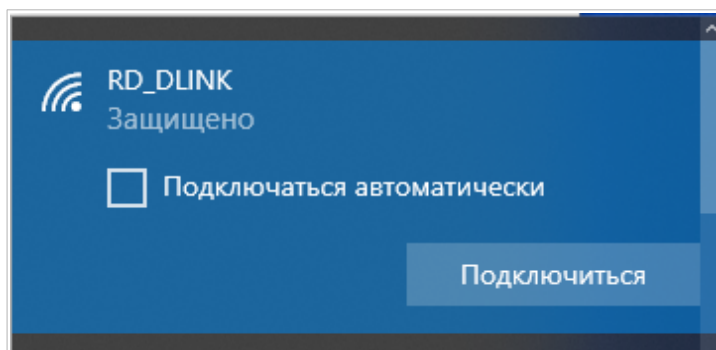 RD_DLINK
Защищено
Подключаться автоматически
Подключиться